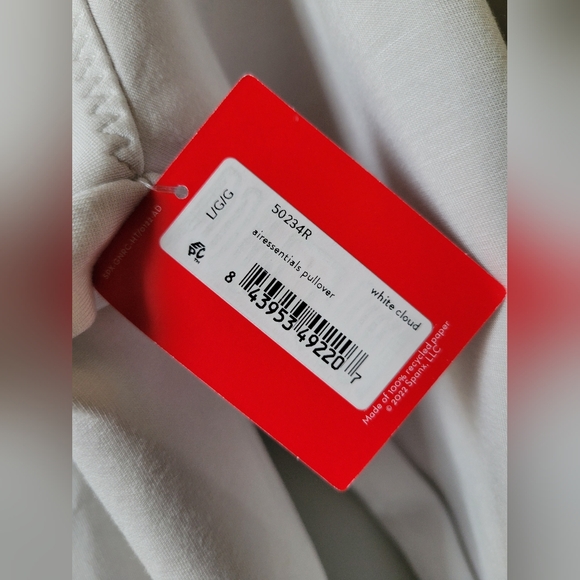 L/G/G
50234R
airessentials pullover
white cloud
8 43953 49220 7
Made of 100% recycled paper
© 2022 Spanx, LLC